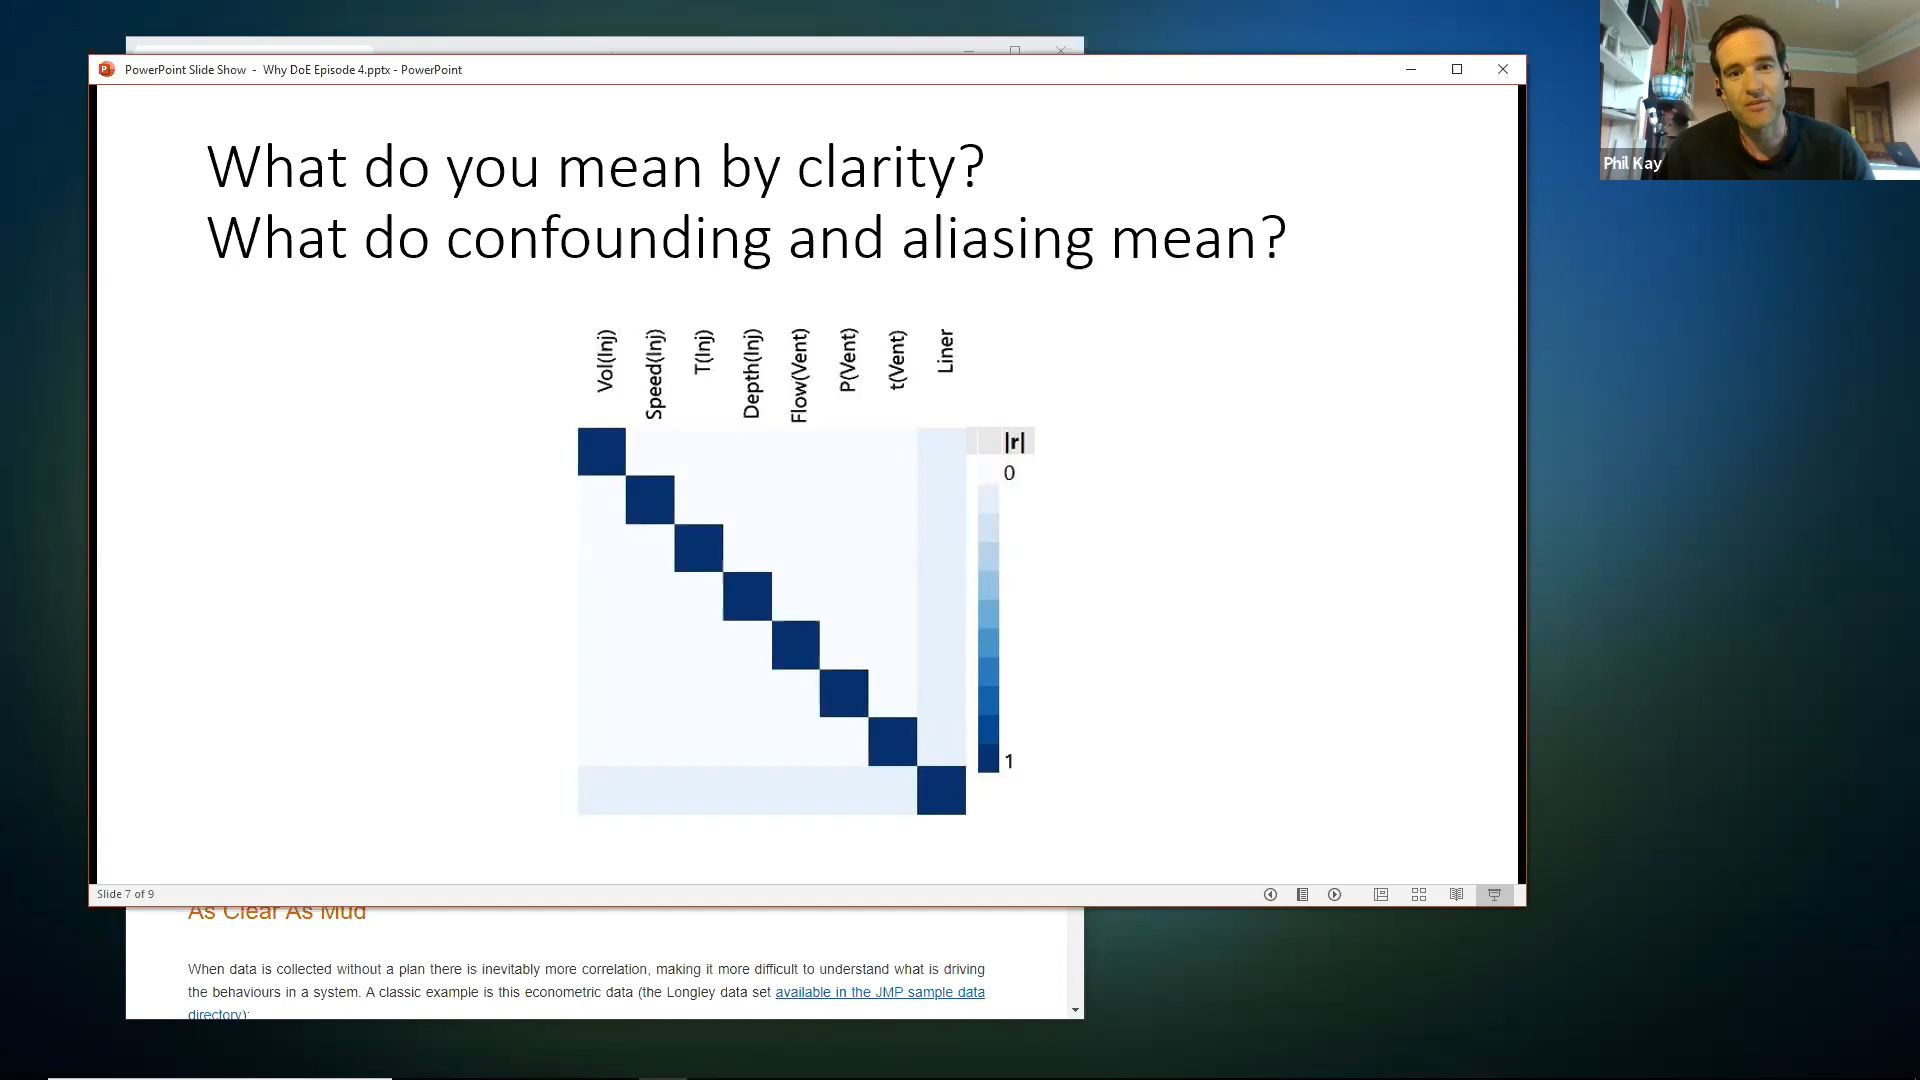 PowerPoint Slide Show - Why DoE Episode 4.pptx - PowerPoint
Phil Kay
What do you mean by clarity?
What do confounding and aliasing mean?
Vol(Inj)
Speed(Inj)
T(Inj)
Depth(Inj)
Flow(Vent)
P(Vent)
t(Vent)
Liner
|r|
0
1
Slide 7 of 9
As Clear As Mud
When data is collected without a plan there is inevitably more correlation, making it more difficult to understand what is driving
the behaviours in a system. A classic example is this econometric data (the Longley data set available in the JMP sample data
directory):